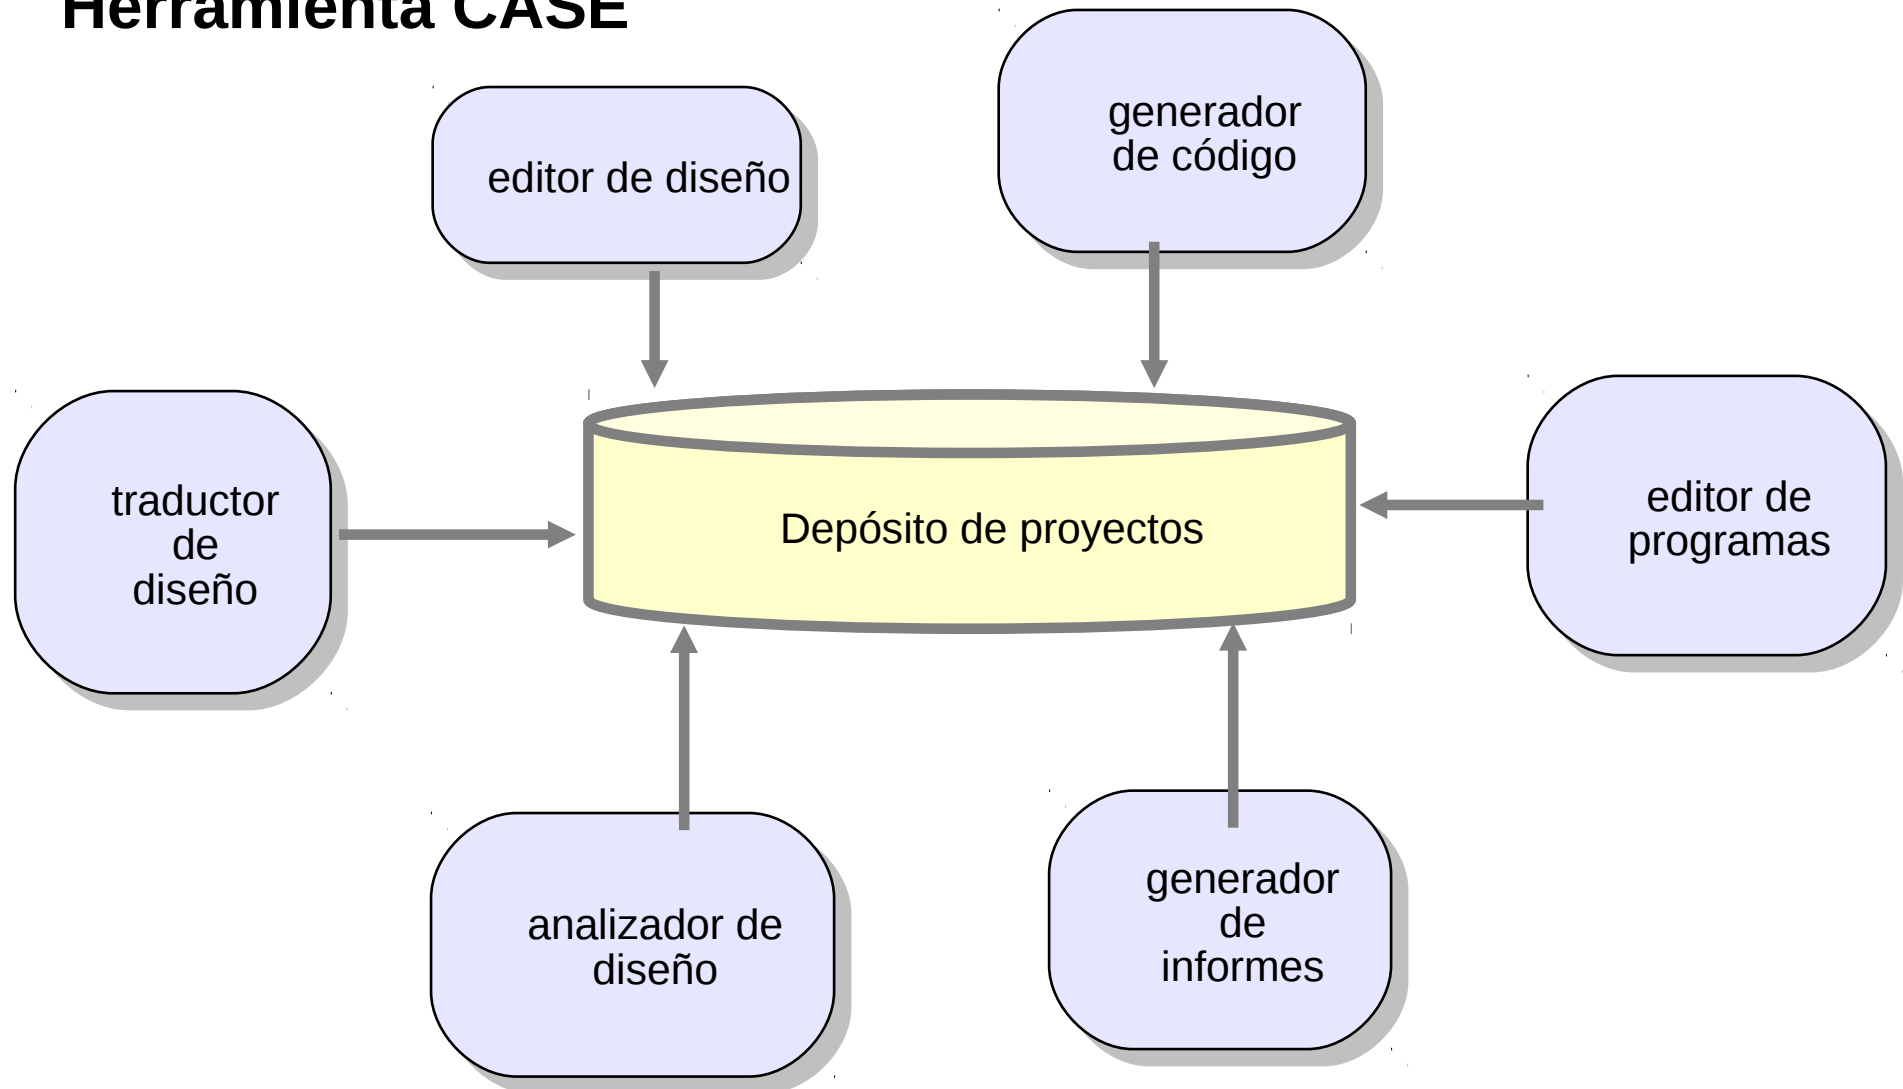 Herramienta CASE
generador
de código
editor de diseño
traductor
de
diseño
Depósito de proyectos
editor de
programas
analizador de
diseño
generador
de
informes